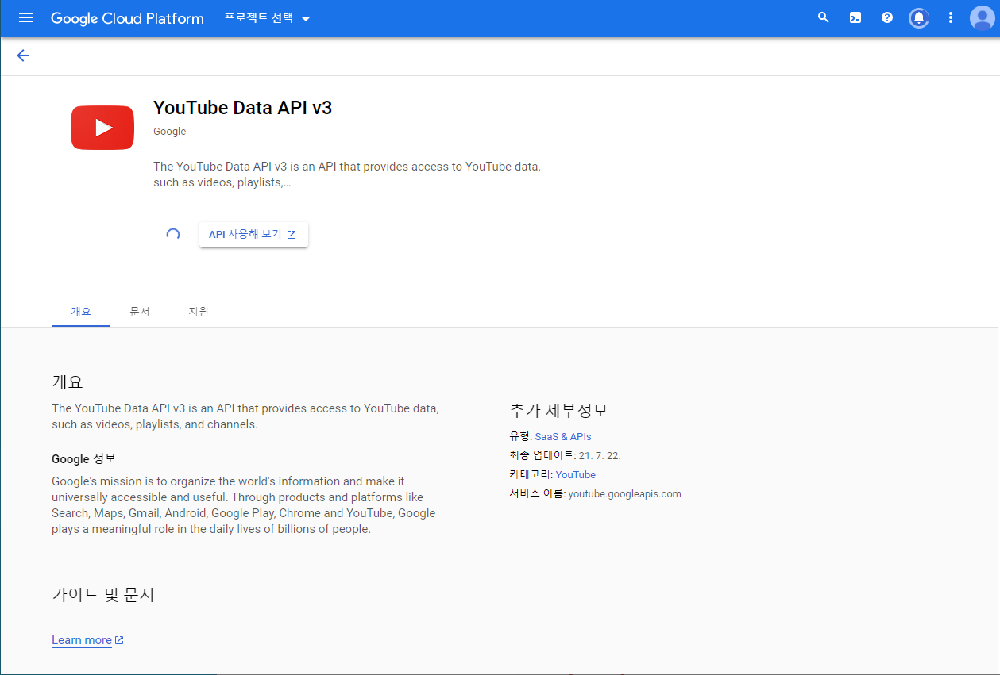 Google Cloud Platform 프로젝트 선택
YouTube Data API v3
Google
The YouTube Data API v3 is an API that provides access to YouTube data,
such as videos, playlists,...
API 사용해 보기
개요 문서 지원
개요
The YouTube Data API v3 is an API that provides access to YouTube data,
such as videos, playlists, and channels.
Google 정보
Google's mission is to organize the world's information and make it
universally accessible and useful. Through products and platforms like
Search, Maps, Gmail, Android, Google Play, Chrome and YouTube, Google
plays a meaningful role in the daily lives of billions of people.
추가 세부정보
유형: SaaS & APIs
최종 업데이트: 21. 7. 22.
카테고리: YouTube
서비스 이름: youtube.googleapis.com
가이드 및 문서
Learn more